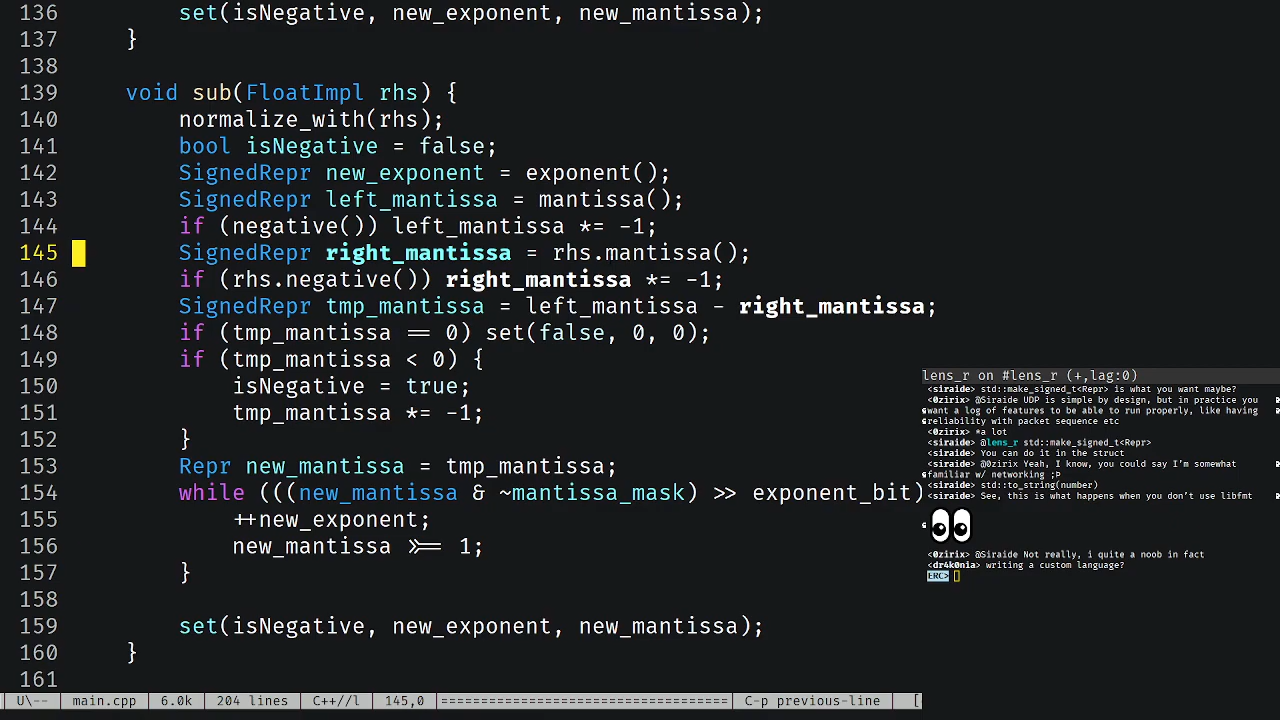 136 set(isNegative, new_exponent, new_mantissa);
137 }
138
139 void sub(FloatImpl rhs) {
140 normalize_with(rhs);
141 bool isNegative = false;
142 SignedRepr new_exponent = exponent();
143 SignedRepr left_mantissa = mantissa();
144 if (negative()) left_mantissa *= -1;
145 SignedRepr right_mantissa = rhs.mantissa();
146 if (rhs.negative()) right_mantissa *= -1;
147 SignedRepr tmp_mantissa = left_mantissa - right_mantissa;
148 if (tmp_mantissa == 0) set(false, 0, 0);
149 if (tmp_mantissa < 0) {
150 isNegative = true;
151 tmp_mantissa *= -1;
152 }
153 Repr new_mantissa = tmp_mantissa;
154 while (((new_mantissa & ~mantissa_mask) >> exponent_bit)
155 ++new_exponent;
156 new_mantissa >>= 1;
157 }
158
159 set(isNegative, new_exponent, new_mantissa);
160 }
161
U\-- main.cpp 6.0k 204 lines C++//l 145,0 ================================ C-p previous-line [
lens_r on #lens_r (+,lag:0)
<siraide> std::make_signed_t<Repr> is what you want maybe?
<0zirix> @Siraide UDP is simple by design, but in practice you
want a log of features to be able to run properly, like having
reliability with packet sequence etc
<0zirix> *a lot
<siraide> @lens_r std::make_signed_t<Repr>
<siraide> You can do it in the struct
<siraide> @0zirix Yeah, I know, you could say I'm somewhat
familiar w/ networking ;Þ
<siraide> std::to_string(number)
<siraide> See, this is what happens when you don't use libfmt
👀
<0zirix> @Siraide Not really, i quite a noob in fact
<dr4k0nia> writing a custom language?
ERC>